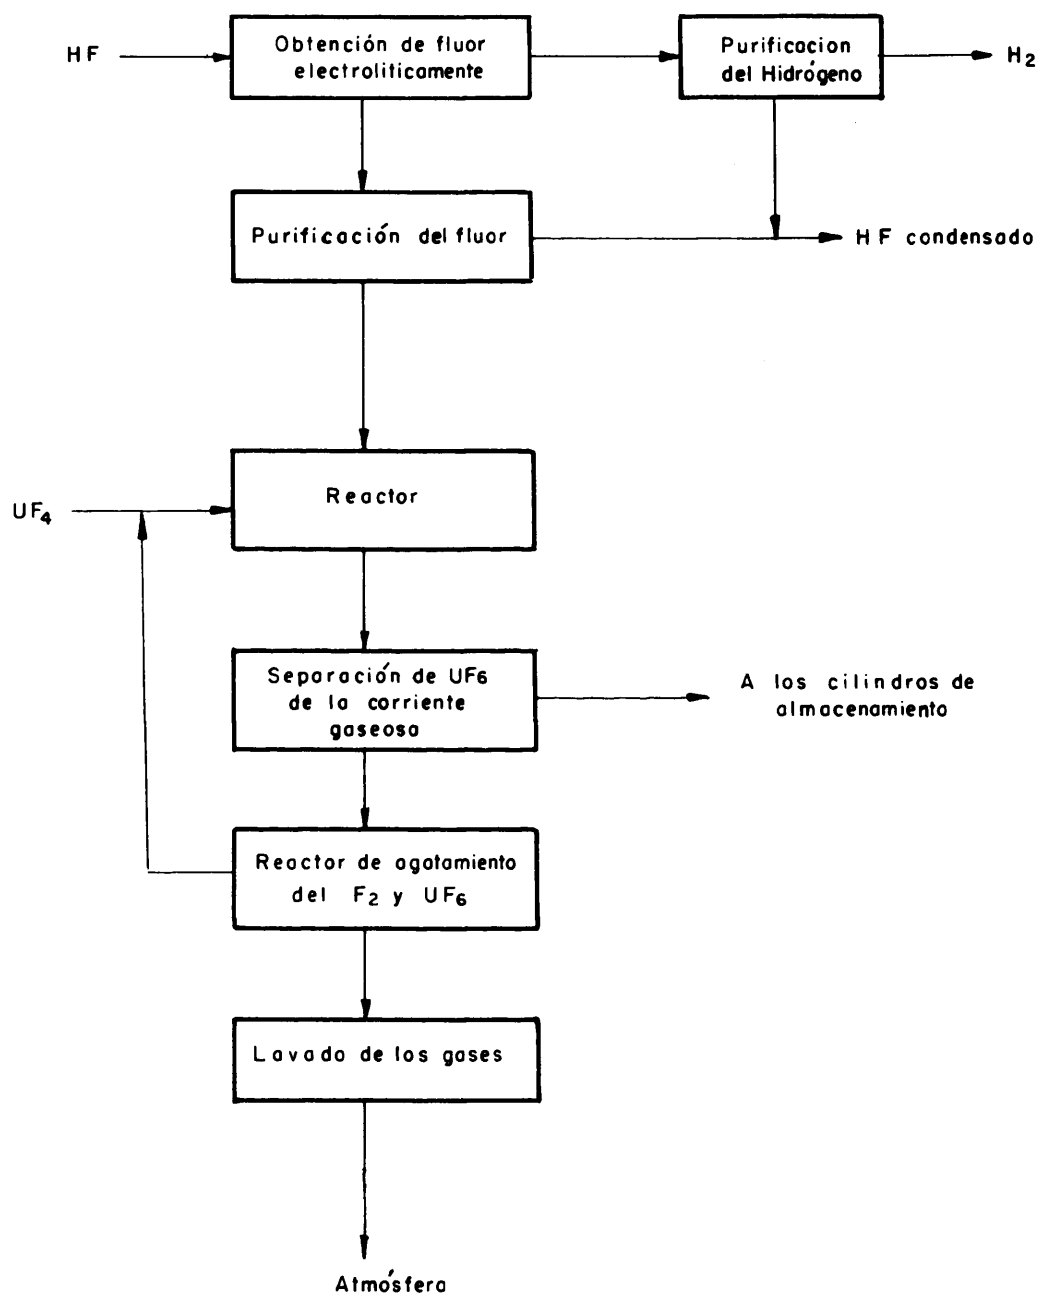 HF
Obtención de fluor
electroliticamente
Purificacion
del Hidrógeno
H2
Purificación del fluor
HF condensado
UF4
Reactor
Separación de UF6
de la corriente
gaseosa
A los cilindros de
almacenamiento
Reactor de agotamiento
del F2 y UF6
Lavado de los gases
Atmósfera